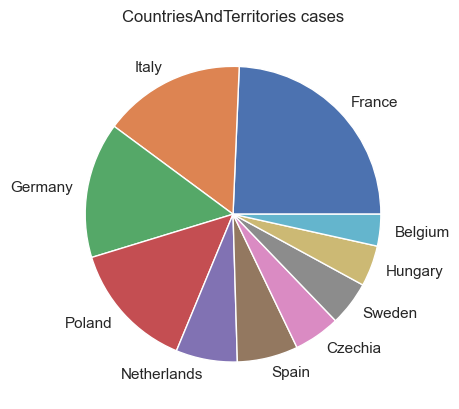 CountriesAndTerritories cases
Italy
France
Germany
Belgium
Hungary
Poland
Sweden
Czechia
Netherlands
Spain